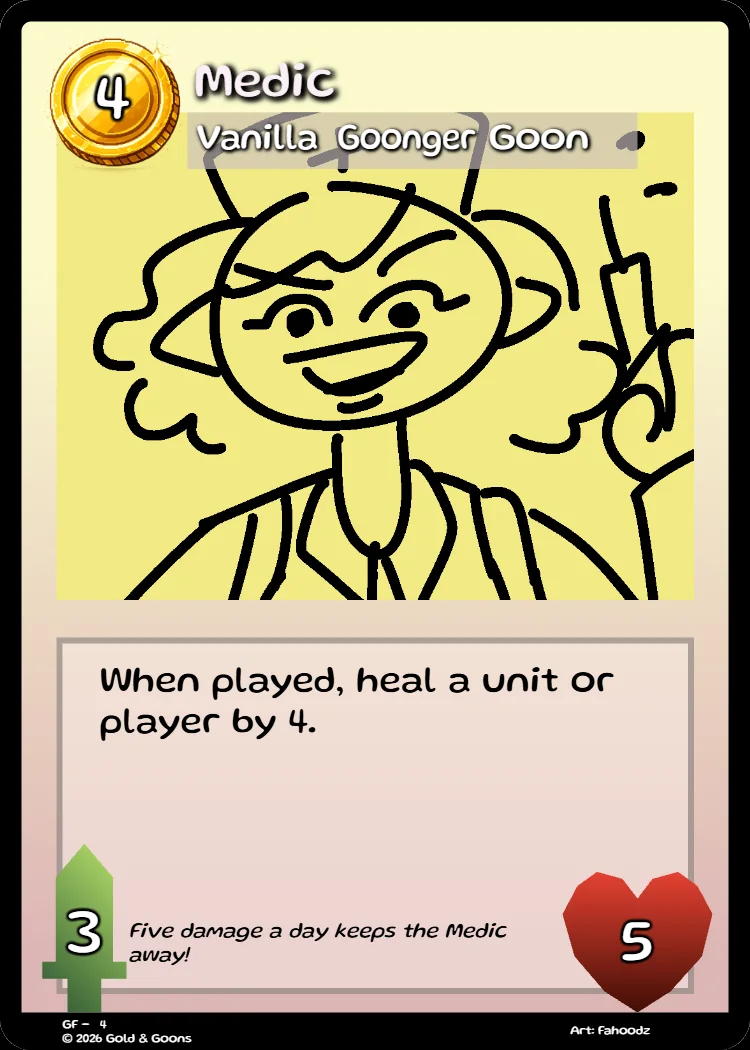 4
Medic
Vanilla Goonger Goon
When played, heal a unit or
player by 4.
3
Five damage a day keeps the Medic
away!
5
GF - 4
© 2026 Gold & Goons
Art: Fahoodz